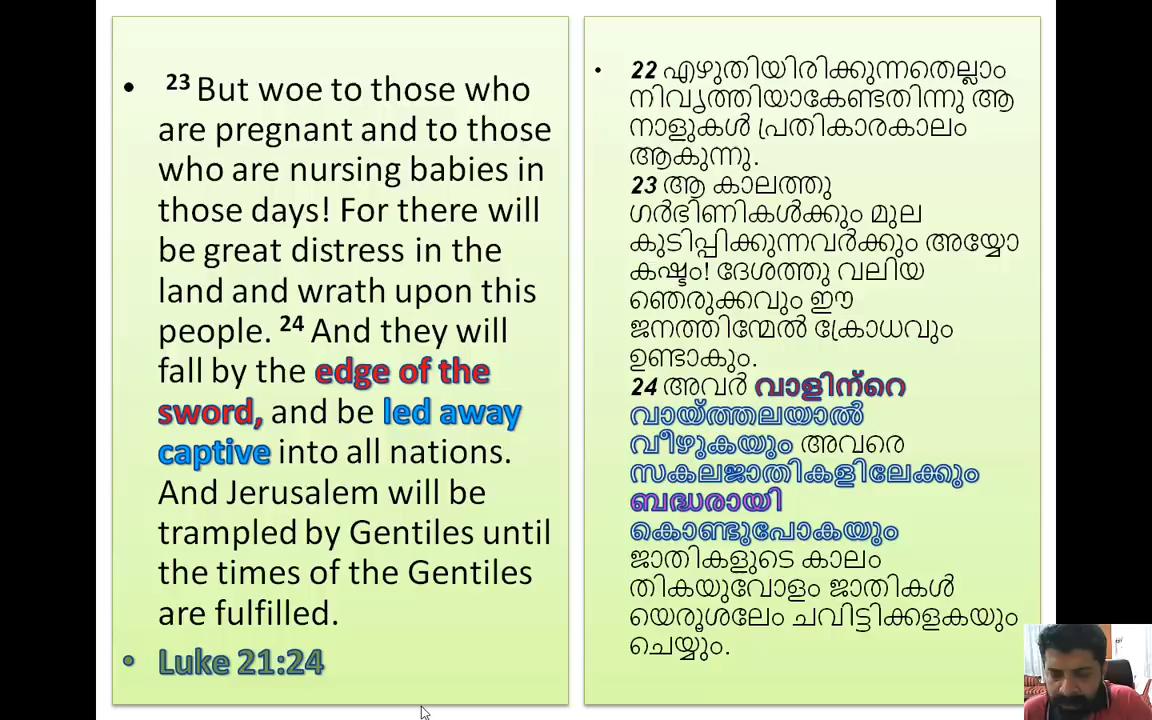 • 23 But woe to those who
are pregnant and to those
who are nursing babies in
those days! For there will
be great distress in the
land and wrath upon this
people. 24 And they will
fall by the edge of the
sword, and be led away
captive into all nations.
And Jerusalem will be
trampled by Gentiles until
the times of the Gentiles
are fulfilled.
• Luke 21:24
• 22 എഴുതിയിരിക്കുന്നതെല്ലാം
നിവൃത്തിയാകേണ്ടതിന്നു ആ
നാളുകൾ പ്രതികാരകാലം
ആകുന്നു.
23 ആ കാലത്തു
ഗർഭിണികൾക്കും മുല
കുടിപ്പിക്കുന്നവർക്കും അയ്യോ
കഷ്ടം! ദേശത്തു വലിയ
ഞെരുക്കവും ഈ
ജനത്തിന്മേൽ ക്രോധവും
ഉണ്ടാകും.
24 അവർ വാളിന്റെ
വായ്ത്തലയാൽ
വീഴുകയും അവരെ
സകലജാതികളിലേക്കും
ബദ്ധരായി
കൊണ്ടുപോകയും
ജാതികളുടെ കാലം
തികയുവോളം ജാതികൾ
യെരൂശലേം ചവിട്ടിക്കളകയും
ചെയ്യും.